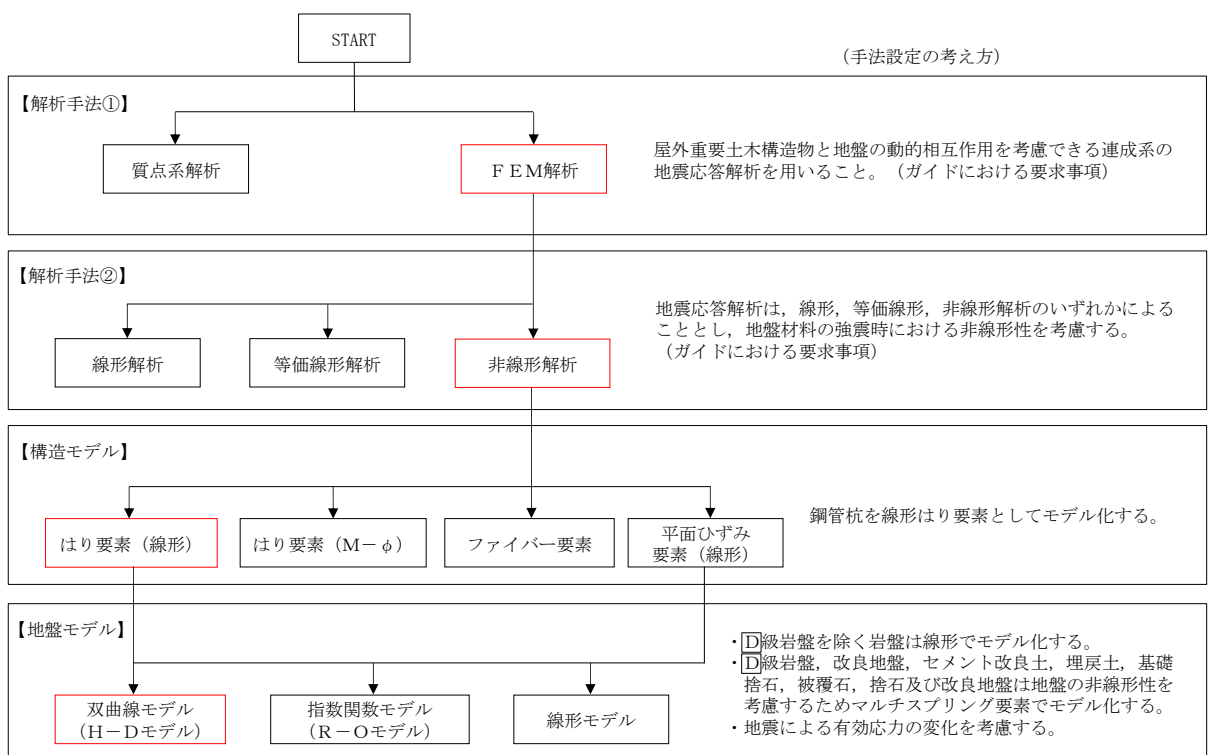 START
（手法設定の考え方）
【解析手法①】
質点系解析
ＦＥＭ解析
屋外重要土木構造物と地盤の動的相互作用を考慮できる連成系の
地震応答解析を用いること。（ガイドにおける要求事項）
【解析手法②】
線形解析
等価線形解析
非線形解析
地震応答解析は，線形，等価線形，非線形解析のいずれかによる
こととし，地盤材料の強震時における非線形性を考慮する。
（ガイドにおける要求事項）
【構造モデル】
はり要素（線形）
はり要素（Ｍ－φ）
ファイバー要素
平面ひずみ
要素（線形）
鋼管杭を線形はり要素としてモデル化する。
【地盤モデル】
双曲線モデル
（Ｈ－Ｄモデル）
指数関数モデル
（Ｒ－Ｏモデル）
線形モデル
・Ｄ級岩盤を除く岩盤は線形でモデル化する。
・Ｄ級岩盤，改良地盤，セメント改良土，埋戻土，基礎
捨石，被覆石，捨石及び改良地盤は地盤の非線形性を
考慮するためマルチスプリング要素でモデル化する。
・地震による有効応力の変化を考慮する。